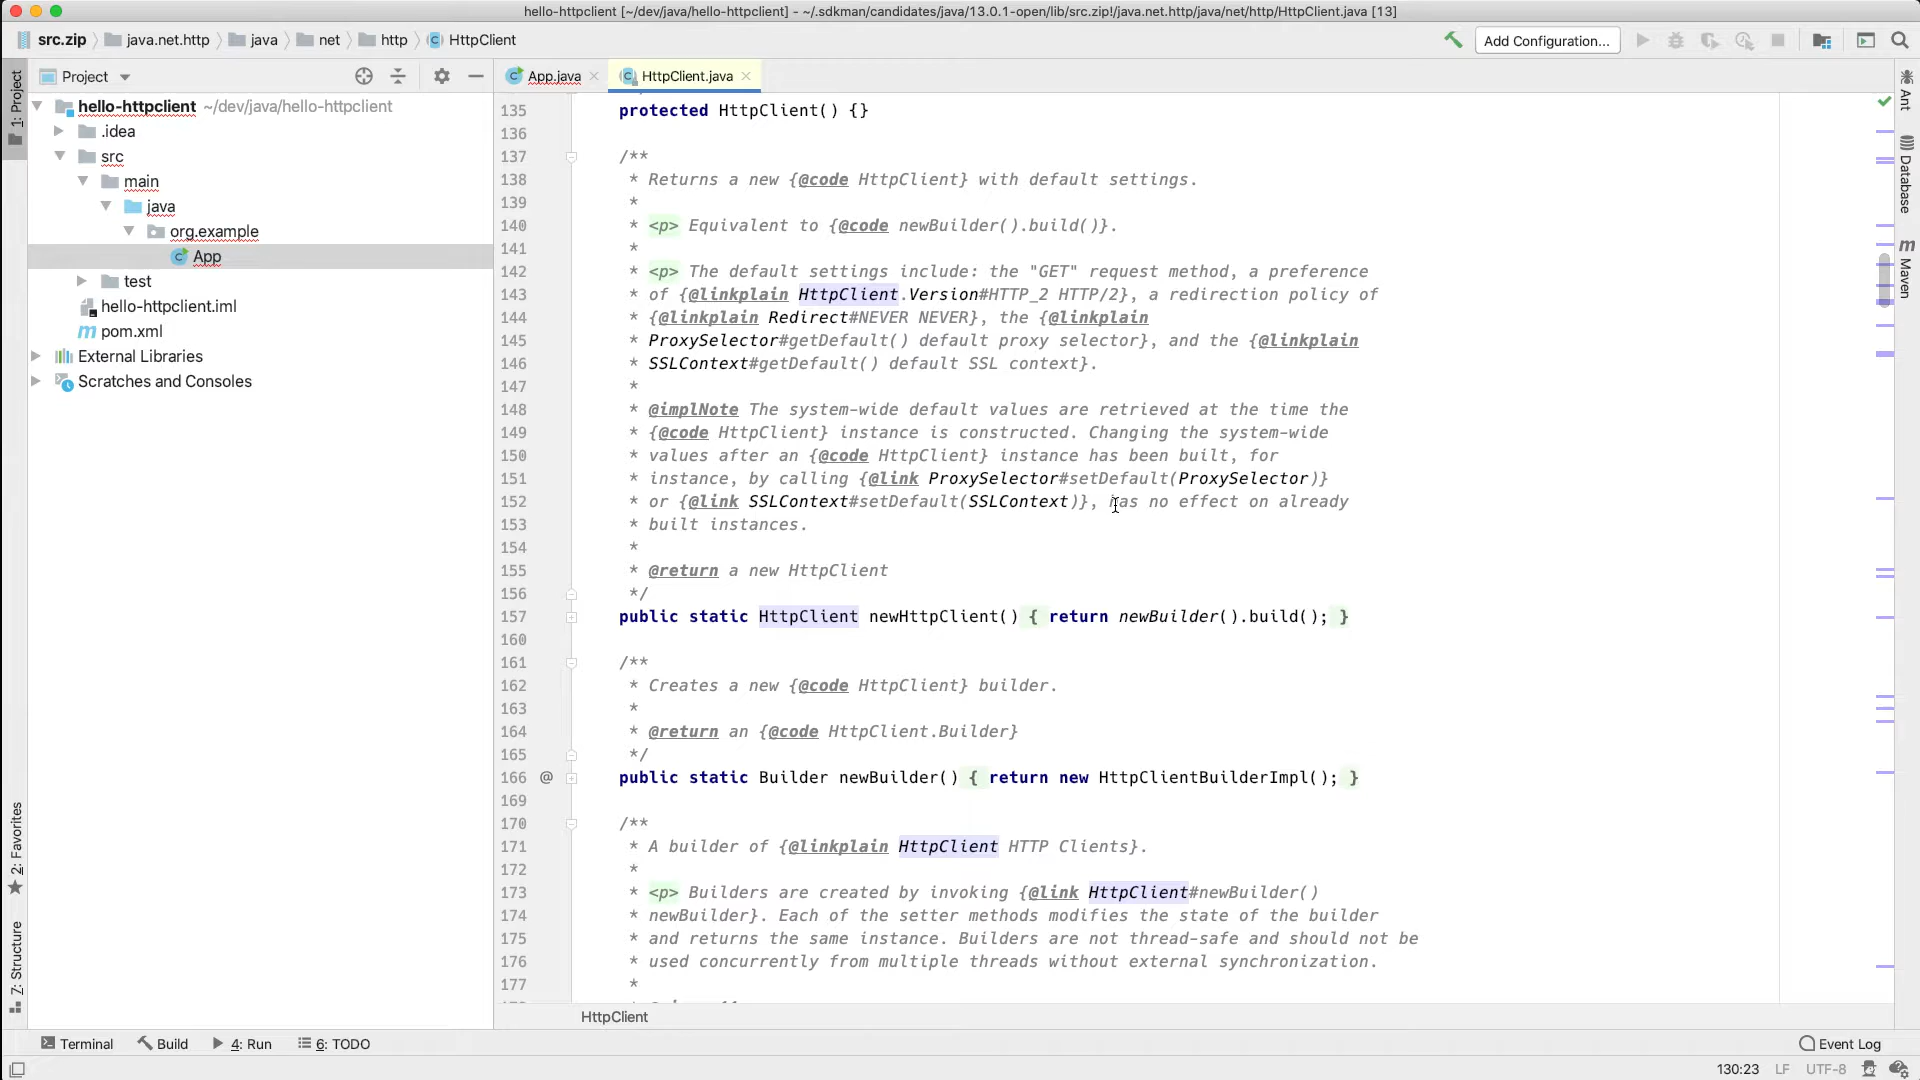 hello-httpclient [~/dev/java/hello-httpclient] - ~/.sdkman/candidates/java/13.0.1-open/lib/src.zip!/java.net.http/java/net/http/HttpClient.java [13]
src.zip java.net.http java net http HttpClient
Add Configuration...
Project
App.java
HttpClient.java
1: Project
2: Favorites
Z: Structure
hello-httpclient ~/dev/java/hello-httpclient
.idea
src
main
java
org.example
App
test
hello-httpclient.iml
pom.xml
External Libraries
Scratches and Consoles
135 protected HttpClient() {}
136
137 /**
138 * Returns a new {@code HttpClient} with default settings.
139 *
140 * <p> Equivalent to {@code newBuilder().build()}.
141 *
142 * <p> The default settings include: the "GET" request method, a preference
143 * of {@linkplain HttpClient.Version#HTTP_2 HTTP/2}, a redirection policy of
144 * {@linkplain Redirect#NEVER NEVER}, the {@linkplain
145 * ProxySelector#getDefault() default proxy selector}, and the {@linkplain
146 * SSLContext#getDefault() default SSL context}.
147 *
148 * @implNote The system-wide default values are retrieved at the time the
149 * {@code HttpClient} instance is constructed. Changing the system-wide
150 * values after an {@code HttpClient} instance has been built, for
151 * instance, by calling {@link ProxySelector#setDefault(ProxySelector)}
152 * or {@link SSLContext#setDefault(SSLContext)}, has no effect on already
153 * built instances.
154 *
155 * @return a new HttpClient
156 */
157 public static HttpClient newHttpClient() { return newBuilder().build(); }
160
161 /**
162 * Creates a new {@code HttpClient} builder.
163 *
164 * @return an {@code HttpClient.Builder}
165 */
166 @ public static Builder newBuilder() { return new HttpClientBuilderImpl(); }
169
170 /**
171 * A builder of {@linkplain HttpClient HTTP Clients}.
172 *
173 * <p> Builders are created by invoking {@link HttpClient#newBuilder()
174 * newBuilder}. Each of the setter methods modifies the state of the builder
175 * and returns the same instance. Builders are not thread-safe and should not be
176 * used concurrently from multiple threads without external synchronization.
177 *
HttpClient
Ant
Database
m Maven
Terminal
Build
4: Run
6: TODO
Event Log
130:23 LF UTF-8